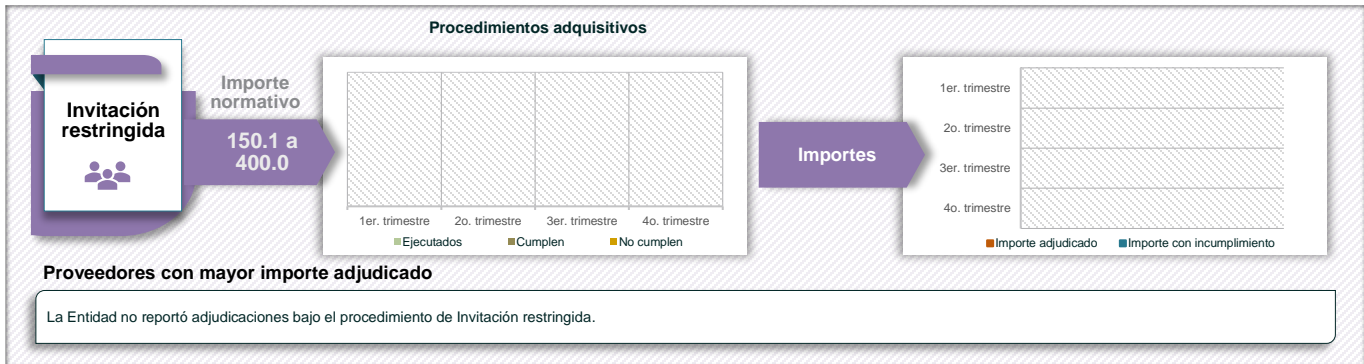 Procedimientos adquisitivos
Invitación
restringida
Importe
normativo
150.1 a
400.0
1er. trimestre 2o. trimestre 3er. trimestre 4o. trimestre
Ejecutados Cumplen No cumplen
Importes
1er. trimestre
2o. trimestre
3er. trimestre
4o. trimestre
Importe adjudicado Importe con incumplimiento
Proveedores con mayor importe adjudicado
La Entidad no reportó adjudicaciones bajo el procedimiento de Invitación restringida.